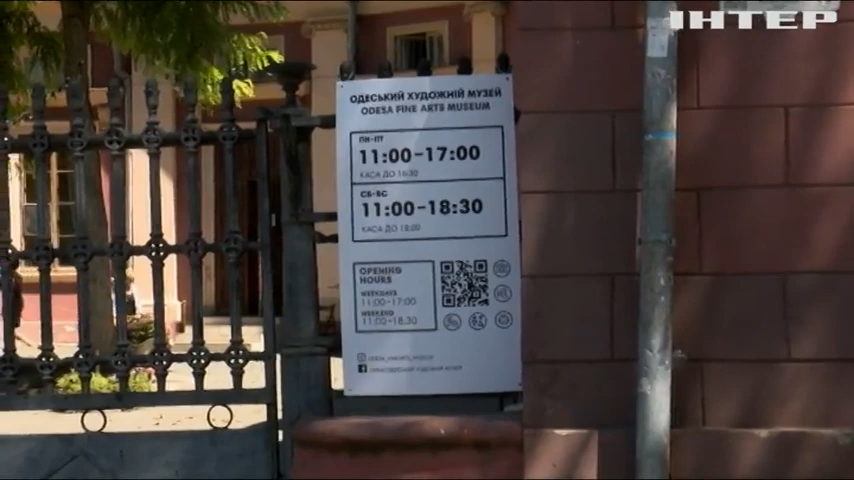 ІНТЕР
ОДЕСЬКИЙ ХУДОЖНІЙ МУЗЕЙ
ODESA FINE ARTS MUSEUM
ПН-ПТ
11:00-17:00
КАСА ДО 16:30
СБ-ВС
11:00-18:30
КАСА ДО 18:00
OPENING
HOURS
WEEKDAYS
11:00-17:00
WEEKEND
11:00-18:30
ХУДОЖНІЙ МУЗЕЙ